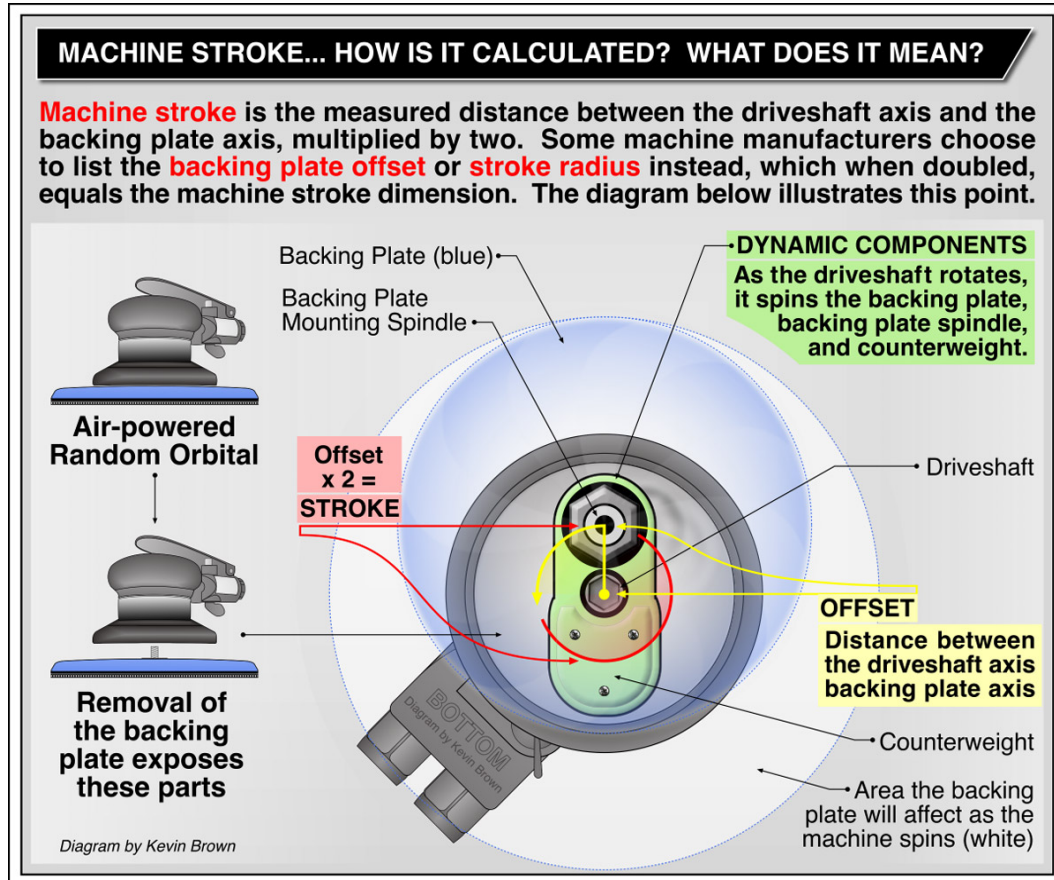 MACHINE STROKE... HOW IS IT CALCULATED?  WHAT DOES IT MEAN?
Machine stroke is the measured distance between the driveshaft axis and the
backing plate axis, multiplied by two.  Some machine manufacturers choose
to list the backing plate offset or stroke radius instead, which when doubled,
equals the machine stroke dimension.  The diagram below illustrates this point.
Backing Plate (blue)
Backing Plate
Mounting Spindle
DYNAMIC COMPONENTS
As the driveshaft rotates,
it spins the backing plate,
backing plate spindle,
and counterweight.
Air-powered
Random Orbital
Offset
x 2 =
STROKE
Driveshaft
OFFSET
Distance between
the driveshaft axis
backing plate axis
Removal of
the backing
plate exposes
these parts
BOTTOM
Diagram by Kevin Brown
Counterweight
Area the backing
plate will affect as the
machine spins (white)
Diagram by Kevin Brown